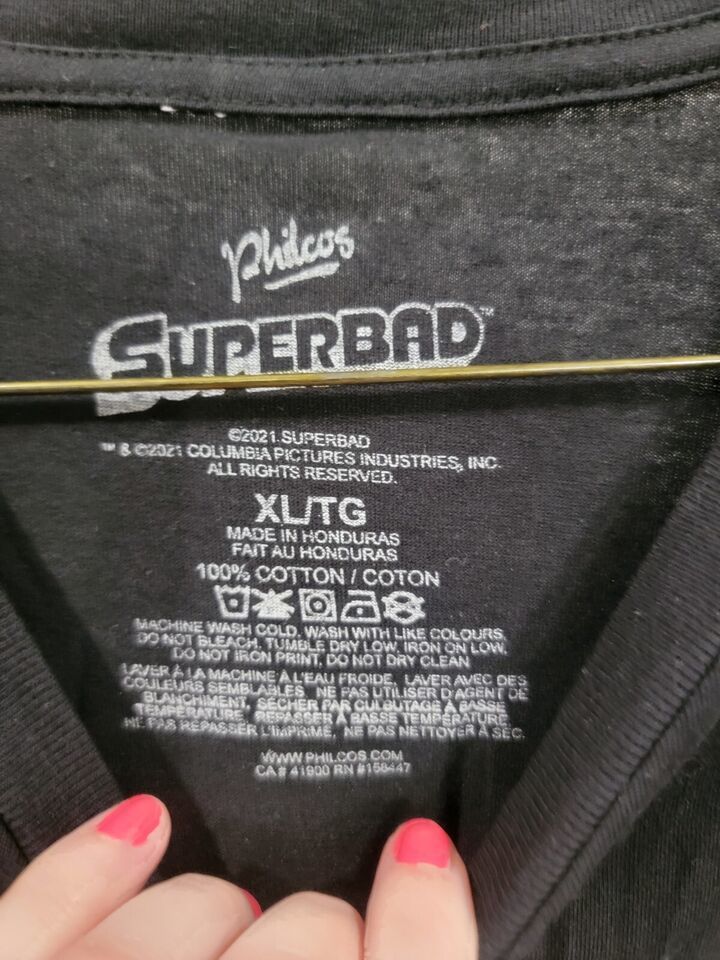 Philcos
SUPERBAD™
©2021 SUPERBAD
™ & ©2021 COLUMBIA PICTURES INDUSTRIES, INC.
ALL RIGHTS RESERVED.
XL/TG
MADE IN HONDURAS
FAIT AU HONDURAS
100% COTTON / COTON
MACHINE WASH COLD. WASH WITH LIKE COLOURS.
DO NOT BLEACH. TUMBLE DRY LOW, IRON ON LOW,
DO NOT IRON PRINT, DO NOT DRY CLEAN
LAVER À LA MACHINE À L'EAU FROIDE, LAVER AVEC DES
COULEURS SEMBLABLES. NE PAS UTILISER D'AGENT DE
BLANCHIMENT. SÉCHER PAR CULBUTAGE À BASSE
TEMPÉRATURE. REPASSER À BASSE TEMPÉRATURE.
NE PAS REPASSER L'IMPRIMÉ, NE PAS NETTOYER À SEC.
WWW.PHILCOS.COM
CA # 41900 RN #158447